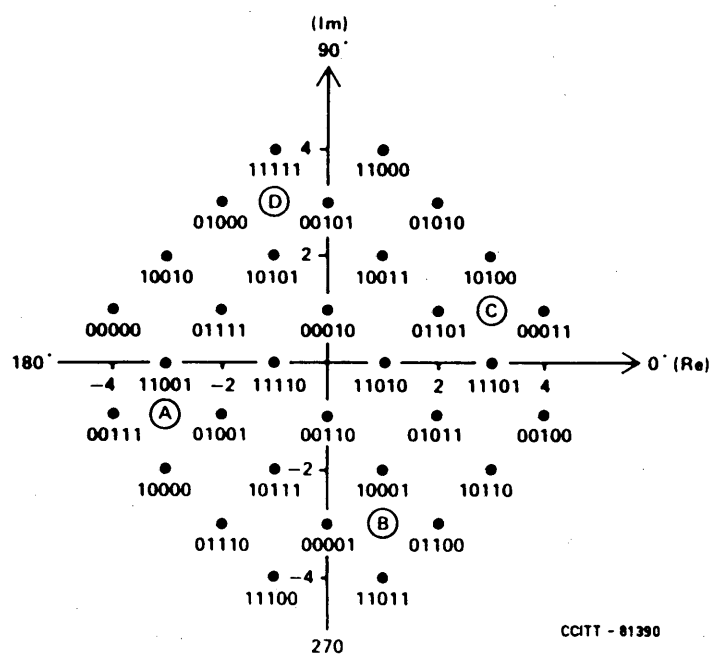 (Im)
90°
4
11111 11000
D
01000 00101 01010
2
10010 10101 10011 10100
C
00000 01111 00010 01101 00011
180° 0° (Re)
-4 11001 -2 11110 11010 2 11101 4
A
00111 01001 00110 01011 00100
-2
10000 10111 10001 10110
B
01110 00001 01100
-4
11100 11011
CCITT - 81390
270